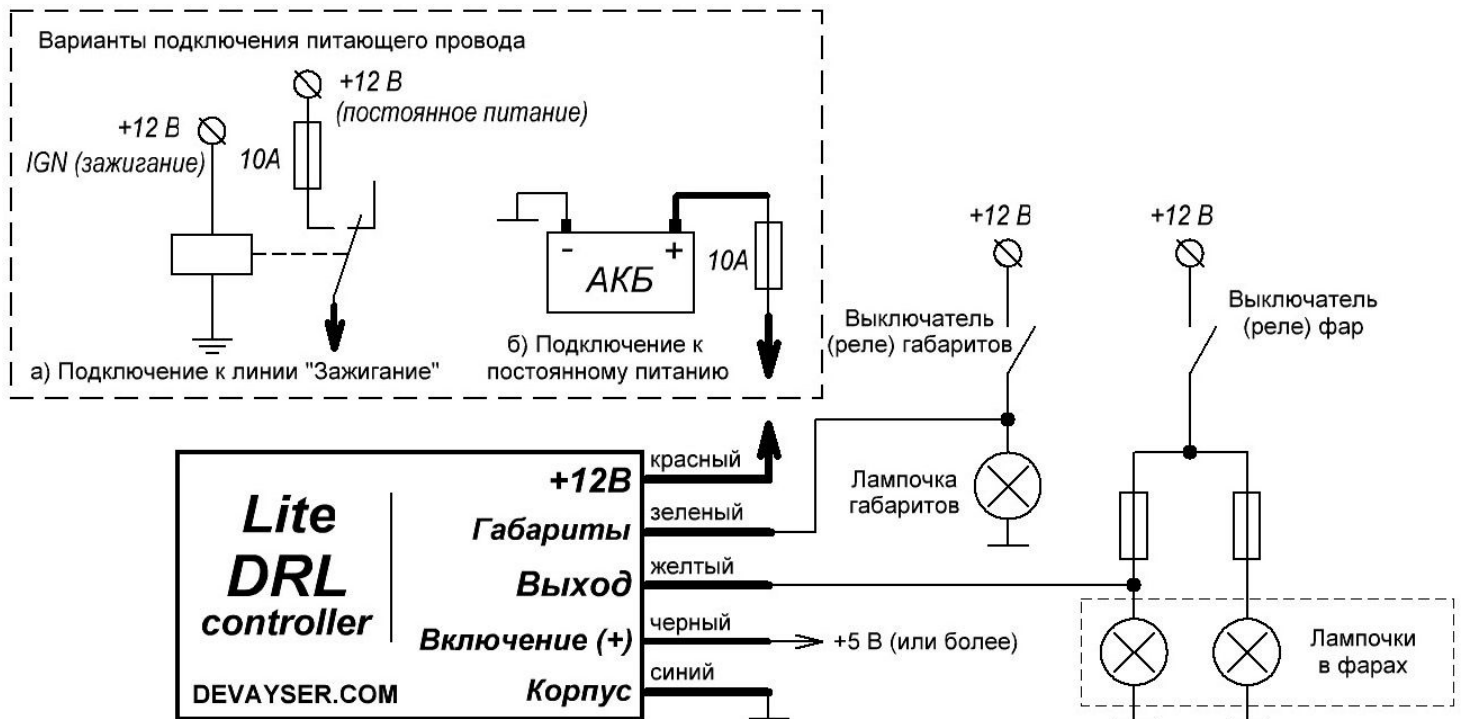 Варианты подключения питающего провода
+12 В
(постоянное питание)
+12 В
IGN (зажигание)
10А
- +
АКБ
10А
а) Подключение к линии "Зажигание"
б) Подключение к
постоянному питанию
+12 В
+12 В
Выключатель
(реле) габаритов
Выключатель
(реле) фар
Лампочка
габаритов
Lite
DRL
controller
DEVAYSER.COM
+12В
красный
Габариты
зеленый
Выход
желтый
Включение (+)
черный
+5 В (или более)
Корпус
синий
Лампочки
в фарах